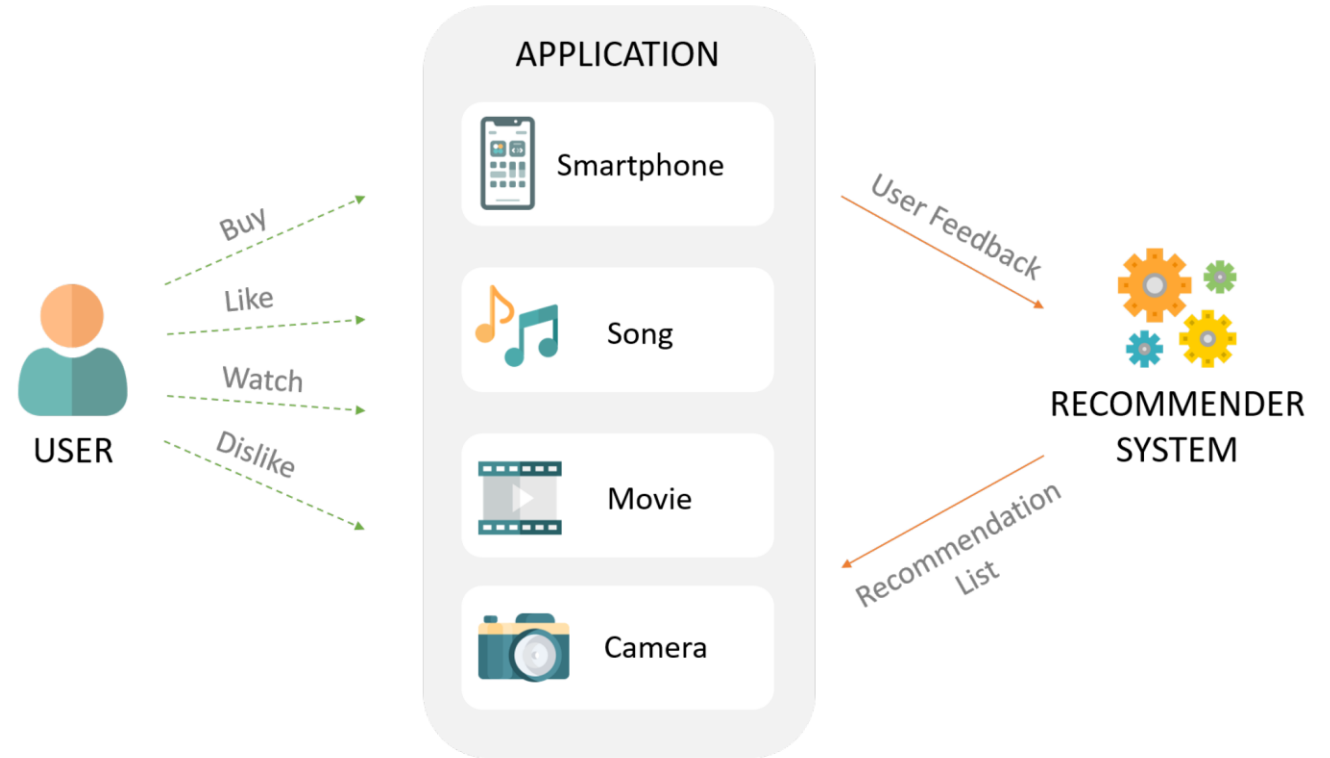 APPLICATION
Smartphone
Song
Movie
Camera
Buy
Like
Watch
Dislike
USER
User Feedback
RECOMMENDER
SYSTEM
Recommendation
List